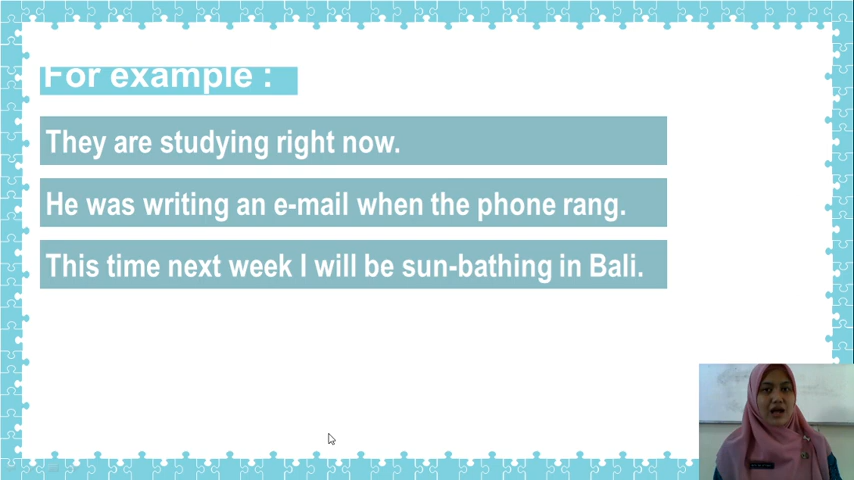 For example :
They are studying right now.
He was writing an e-mail when the phone rang.
This time next week I will be sun-bathing in Bali.